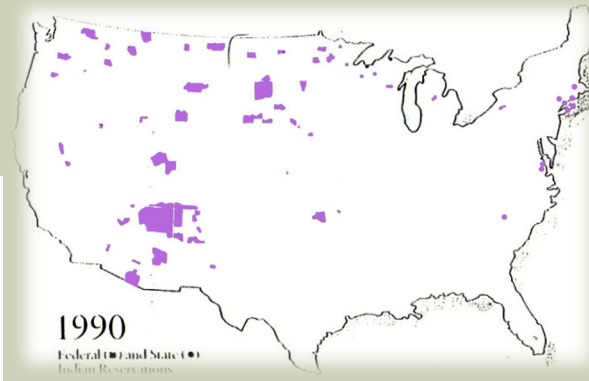 1990
Federal (■) and State (●)
Indian Reservations